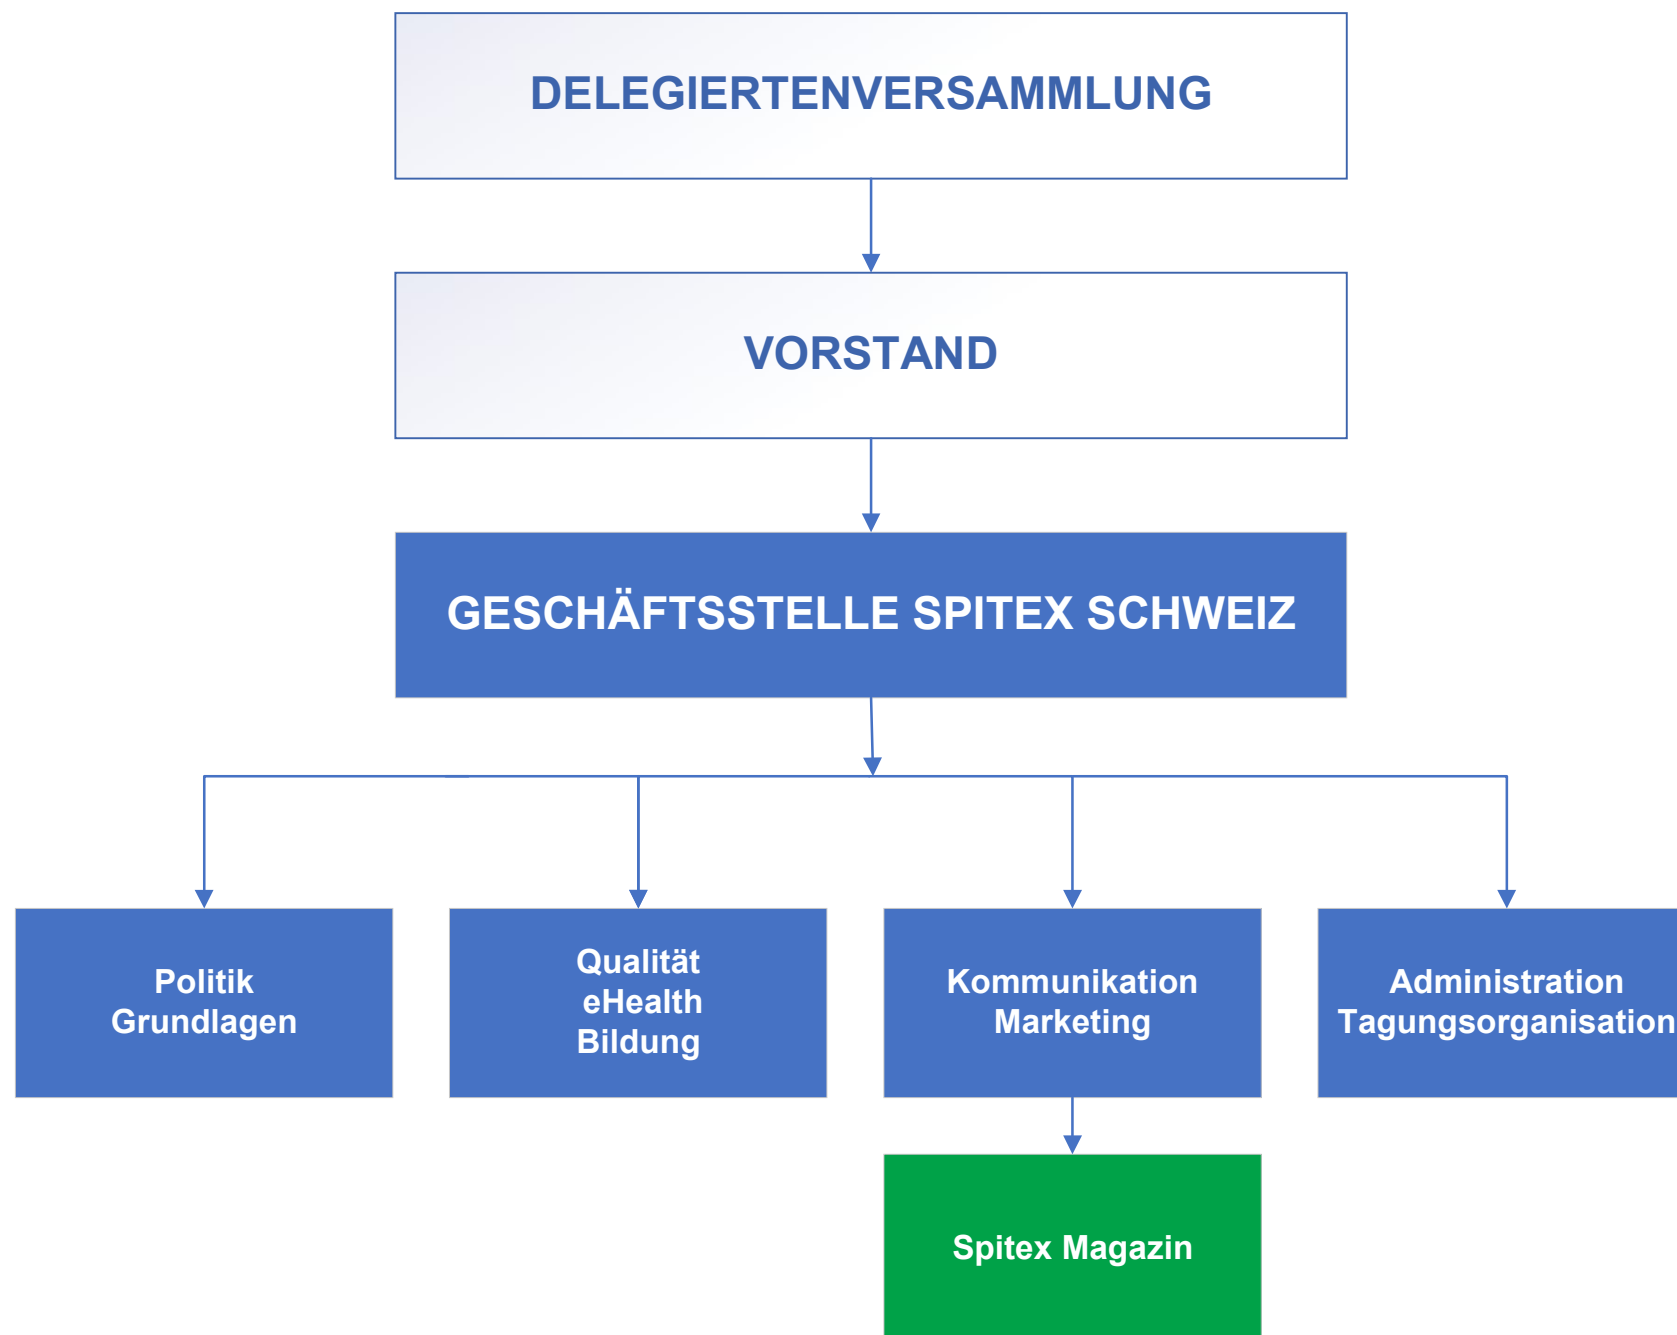 DELEGIERTENVERSAMMLUNG
VORSTAND
GESCHÄFTSSTELLE SPITEX SCHWEIZ
Politik
Grundlagen
Qualität
eHealth
Bildung
Kommunikation
Marketing
Administration
Tagungsorganisation
Spitex Magazin